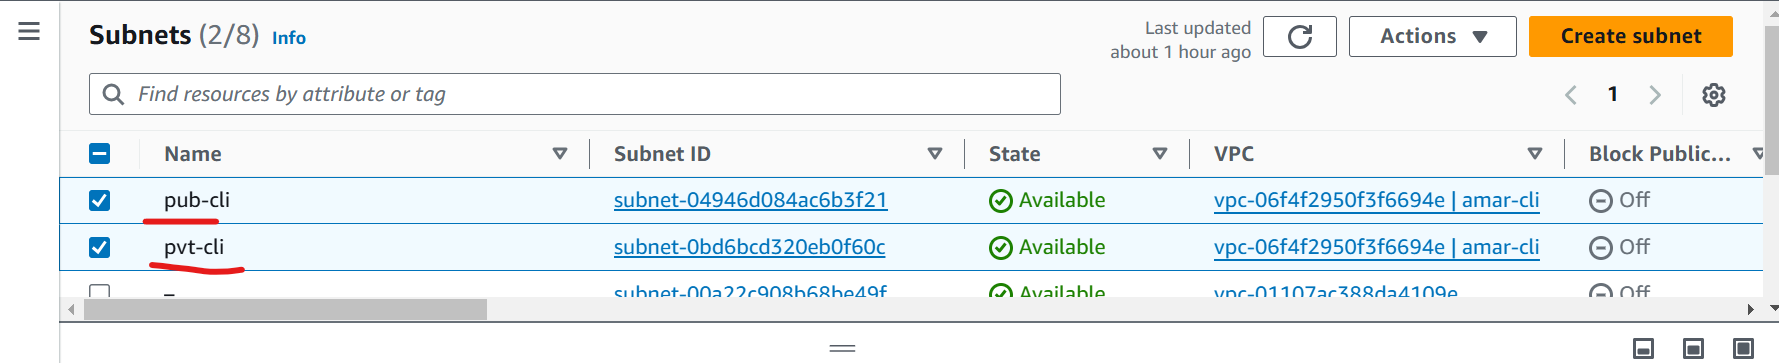 Subnets (2/8) Info
Last updated
about 1 hour ago
Actions
Create subnet
Find resources by attribute or tag
1
Name Subnet ID State VPC Block Public...
pub-cli subnet-04946d084ac6b3f21 Available vpc-06f4f2950f3f6694e | amar-cli Off
pvt-cli subnet-0bd6bcd320eb0f60c Available vpc-06f4f2950f3f6694e | amar-cli Off
– subnet-00a22c908b68be49f Available vpc-01107ac388da4109e Off